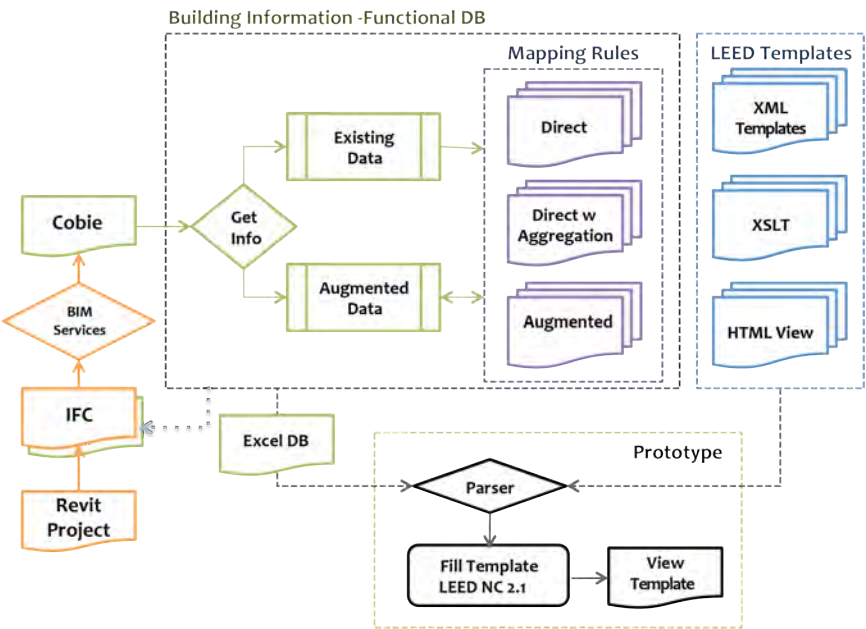 Building Information -Functional DB
Mapping Rules
LEED Templates
Existing
Data
Direct
XML
Templates
Cobie
Get
Info
Direct w
Aggregation
XSLT
Augmented
Data
Augmented
HTML View
BIM
Services
IFC
Excel DB
Prototype
Parser
Revit
Project
Fill Template
LEED NC 2.1
View
Template